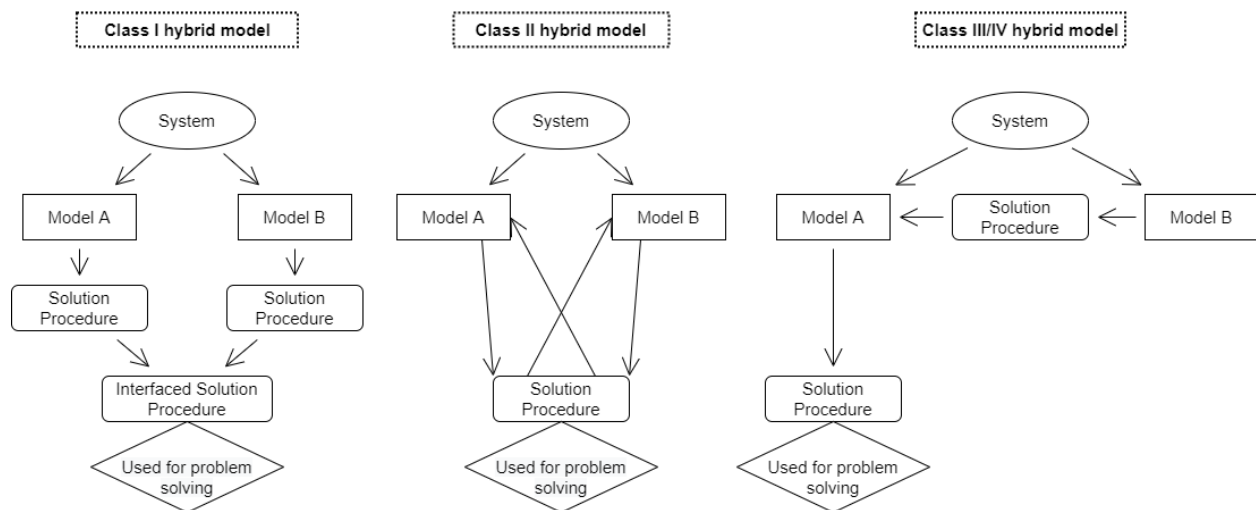 Class I hybrid model
System
Model A
Model B
Solution
Procedure
Solution
Procedure
Interfaced Solution
Procedure
Used for problem
solving
Class II hybrid model
System
Model A
Model B
Solution
Procedure
Used for problem
solving
Class III/IV hybrid model
System
Model A
Solution
Procedure
Model B
Solution
Procedure
Used for problem
solving